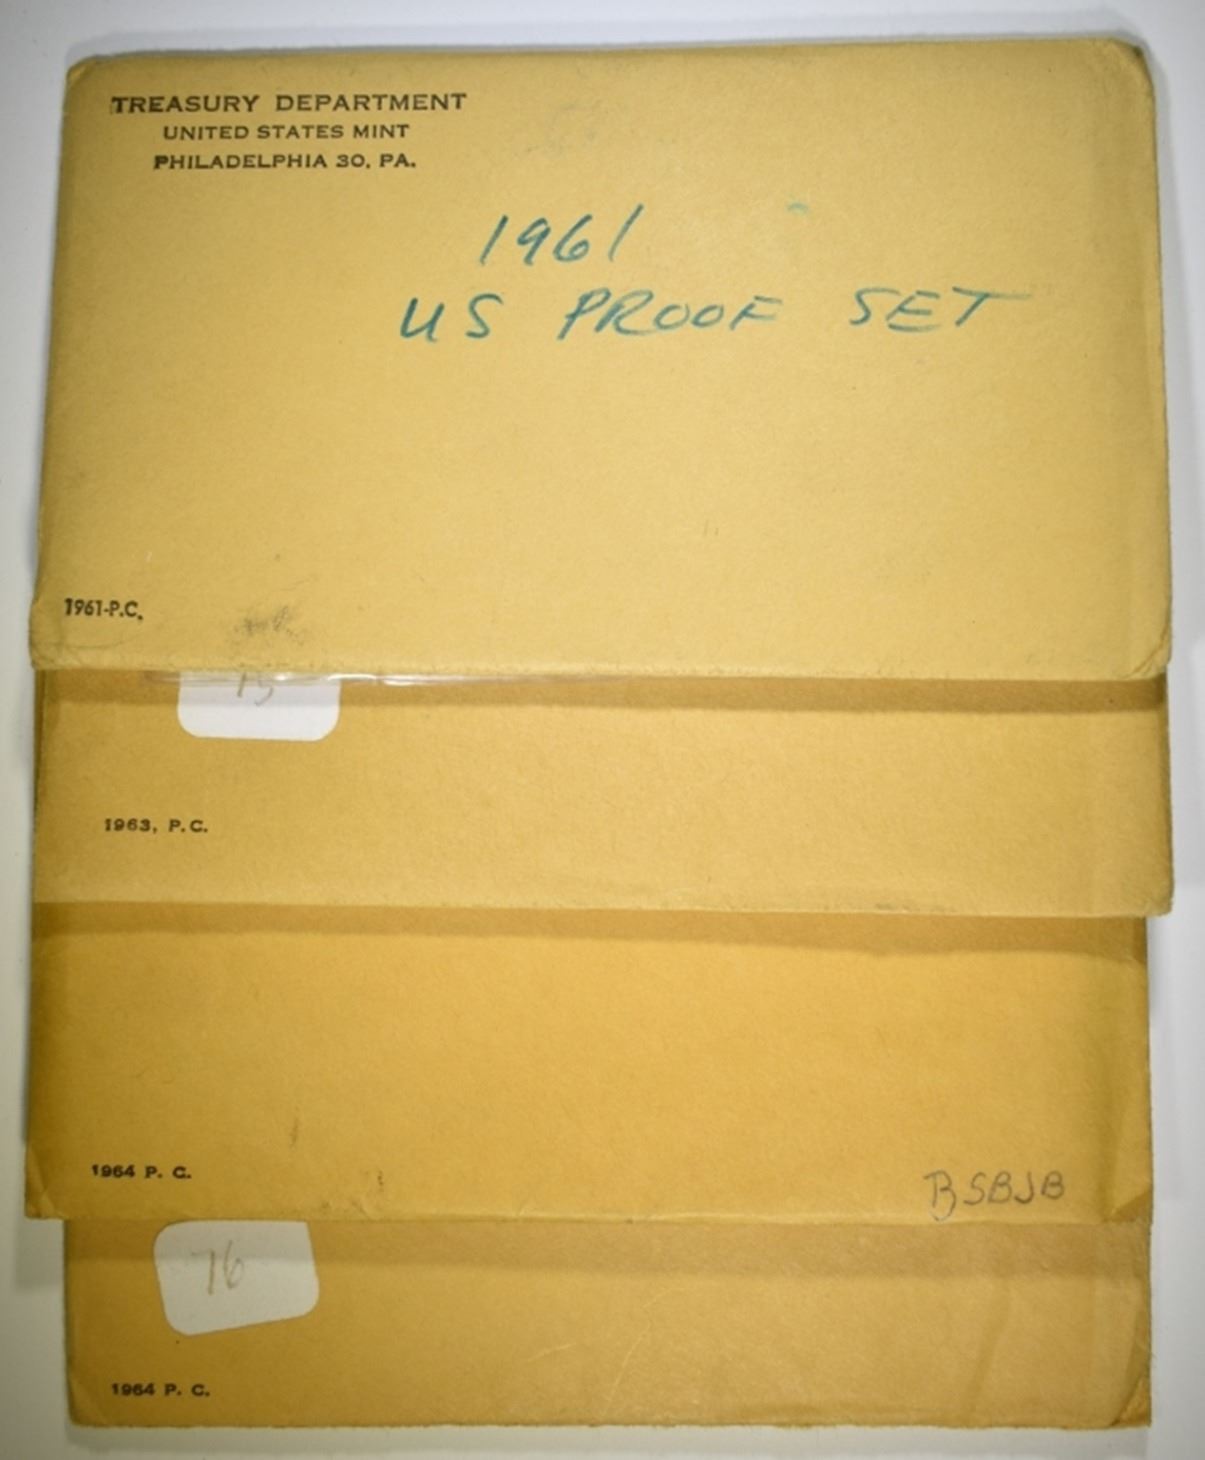 TREASURY DEPARTMENT
UNITED STATES MINT
PHILADELPHIA 30, PA.
1961
US PROOF SET
1961-P.C.
15
1963, P.C.
1964 P. C.
BSBJB
76
1964 P. C.